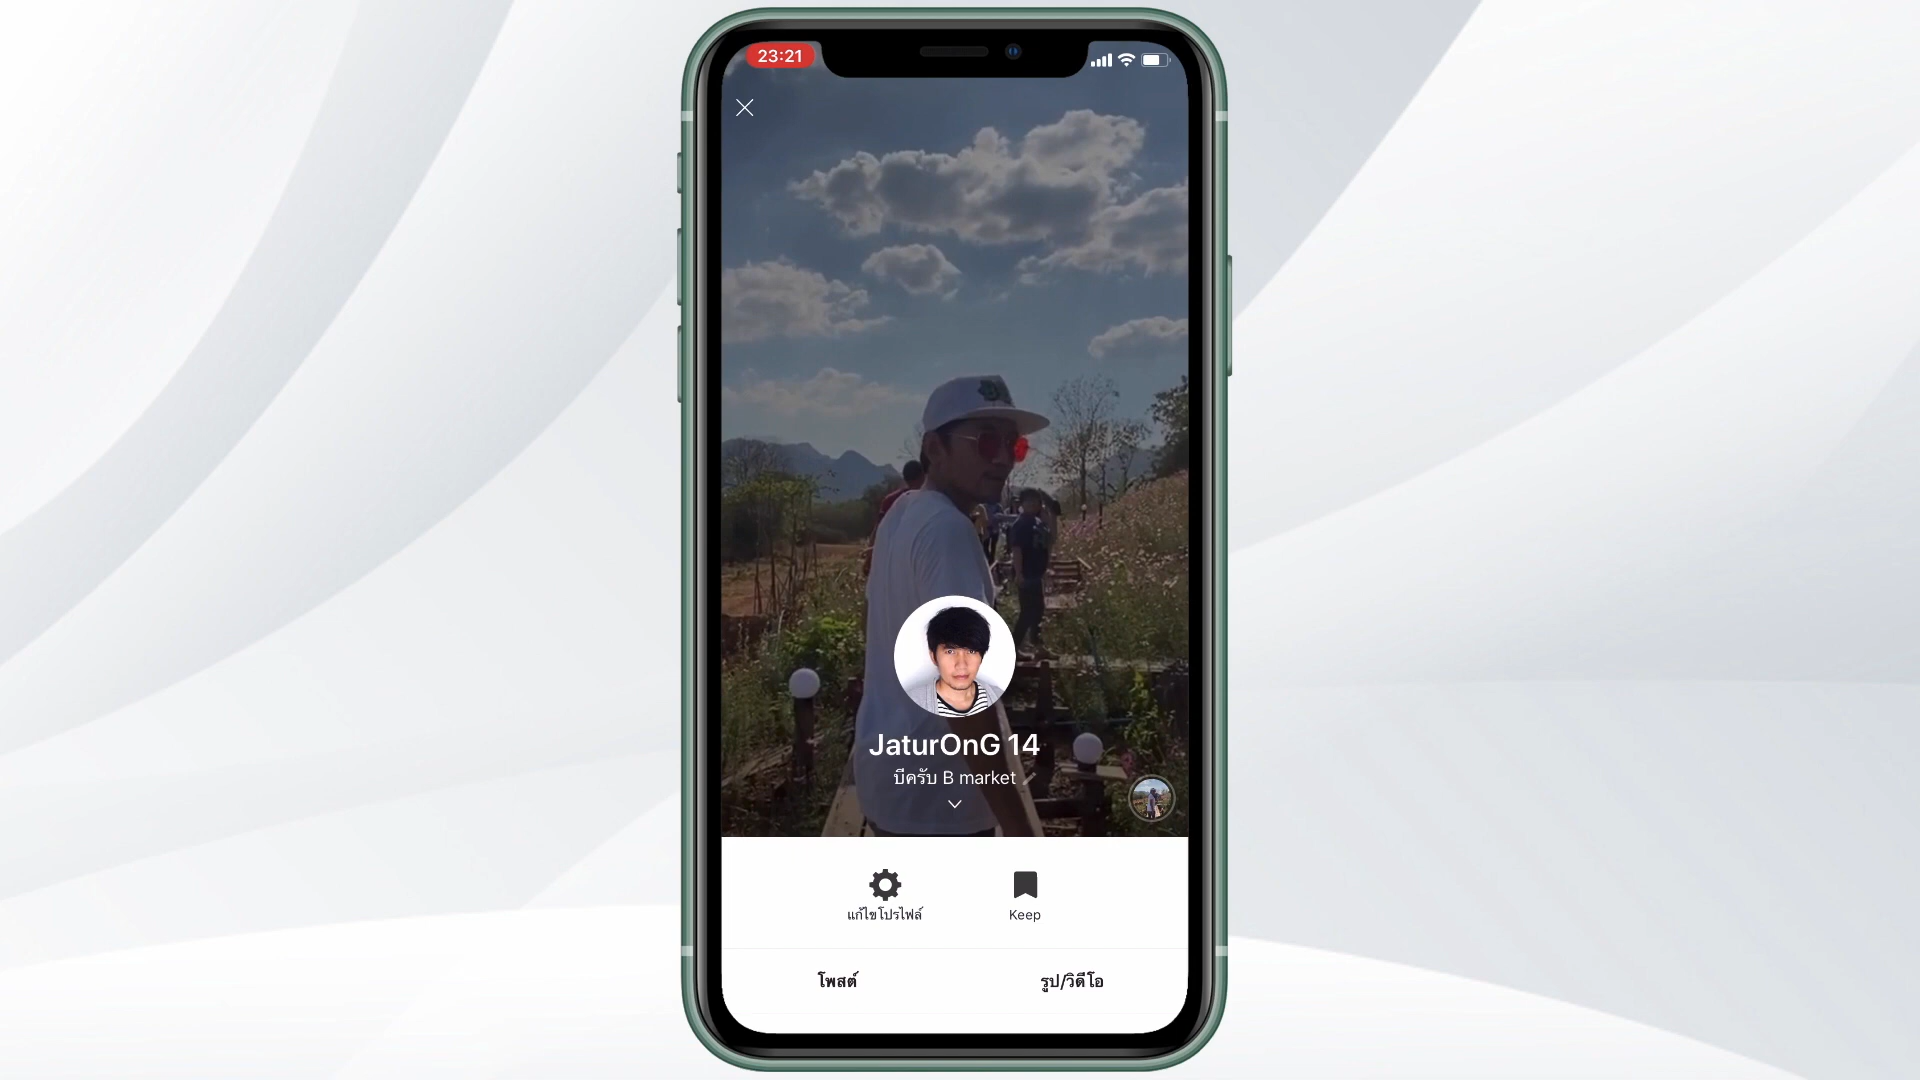 23:21
JaturOnG 14
บีครับ B market
แก้ไขโปรไฟล์
Keep
โพสต์
รูป/วิดีโอ